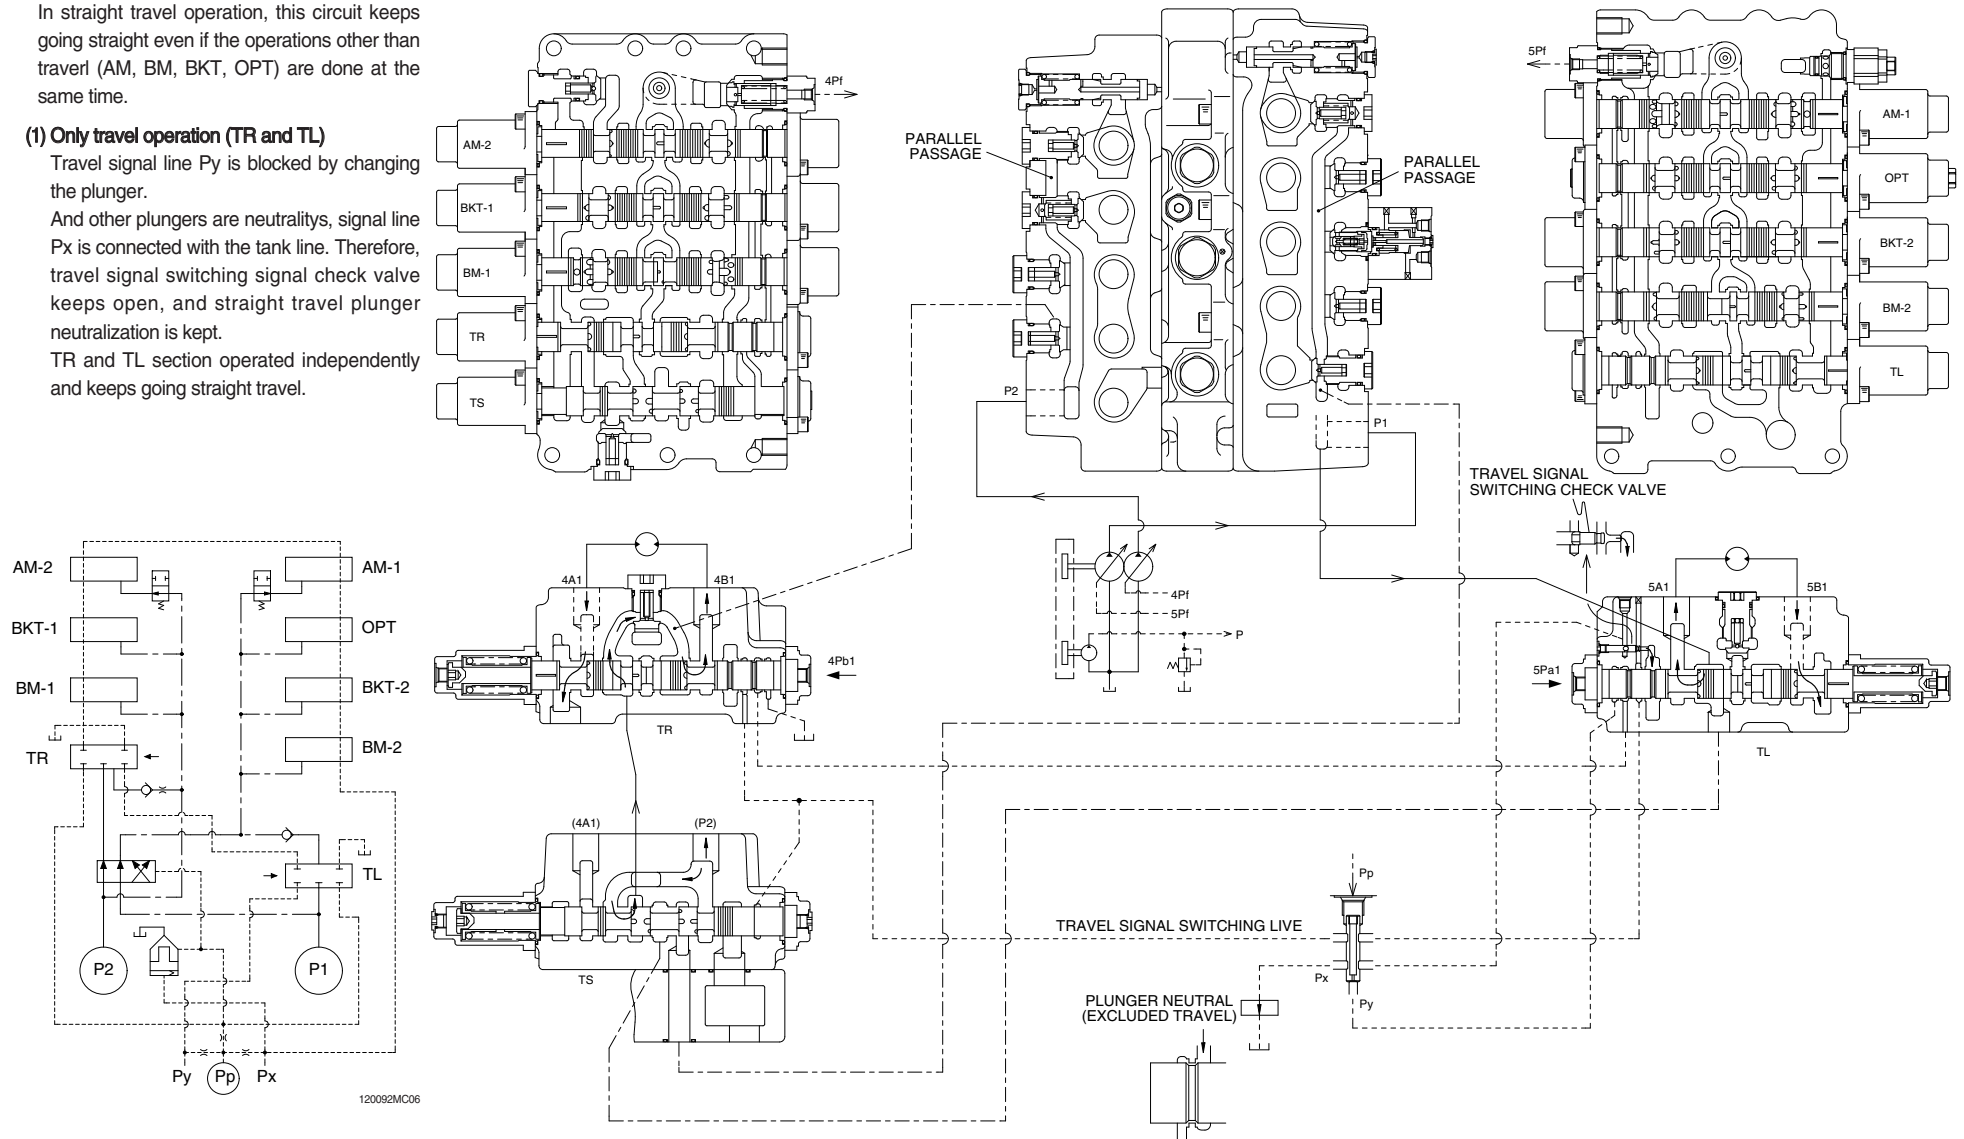 In straight travel operation, this circuit keeps
going straight even if the operations other than
traverl (AM, BM, BKT, OPT) are done at the
same time.
(1) Only travel operation (TR and TL)
Travel signal line Py is blocked by changing
the plunger.
And other plungers are neutralitys, signal line
Px is connected with the tank line. Therefore,
travel signal switching signal check valve
keeps open, and straight travel plunger
neutralization is kept.
TR and TL section operated independently
and keeps going straight travel.
4Pf
AM-2
BKT-1
BM-1
TR
TS
PARALLEL
PASSAGE
PARALLEL
PASSAGE
P2
P1
5Pf
AM-1
OPT
BKT-2
BM-2
TL
TRAVEL SIGNAL
SWITCHING CHECK VALVE
4Pf
5Pf
P
4A1
4B1
4Pb1
TR
5A1
5B1
5Pa1
TL
(4A1)
(P2)
TS
TRAVEL SIGNAL SWITCHING LIVE
Pp
Px
Py
PLUNGER NEUTRAL
(EXCLUDED TRAVEL)
AM-2
AM-1
BKT-1
OPT
BM-1
BKT-2
BM-2
TR
TL
P2
P1
Py
Pp
Px
120092MC06